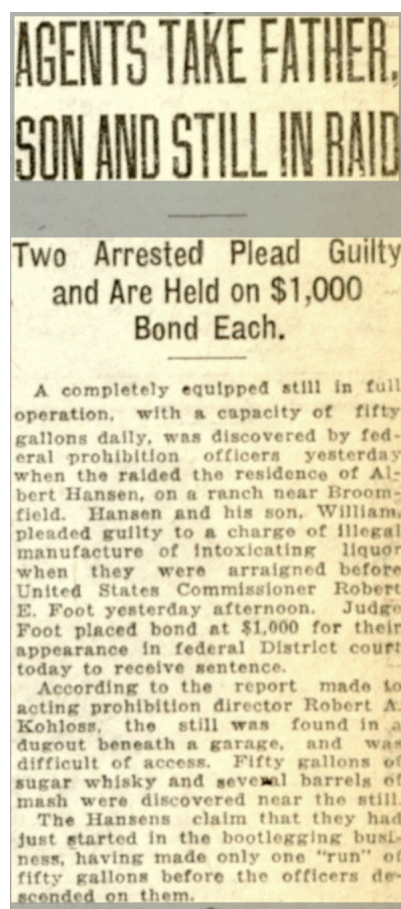 AGENTS TAKE FATHER,
SON AND STILL IN RAID
Two Arrested Plead Guilty
and Are Held on $1,000
Bond Each.
A completely equipped still in full
operation, with a capacity of fifty
gallons daily, was discovered by fed-
eral prohibition officers yesterday
when the raided the residence of Al-
bert Hansen, on a ranch near Broom-
field. Hansen and his son, William,
pleaded guilty to a charge of illegal
manufacture of intoxicating liquor
when they were arraigned before
United States Commissioner Robert
E. Foot yesterday afternoon. Judge
Foot placed bond at $1,000 for their
appearance in federal District court
today to receive sentence.
According to the report made to
acting prohibition director Robert A.
Kohloss, the still was found in a
dugout beneath a garage, and was
difficult of access. Fifty gallons of
sugar whisky and several barrels of
mash were discovered near the still.
The Hansens claim that they had
just started in the bootlegging busi-
ness, having made only one "run" of
fifty gallons before the officers de-
scended on them.